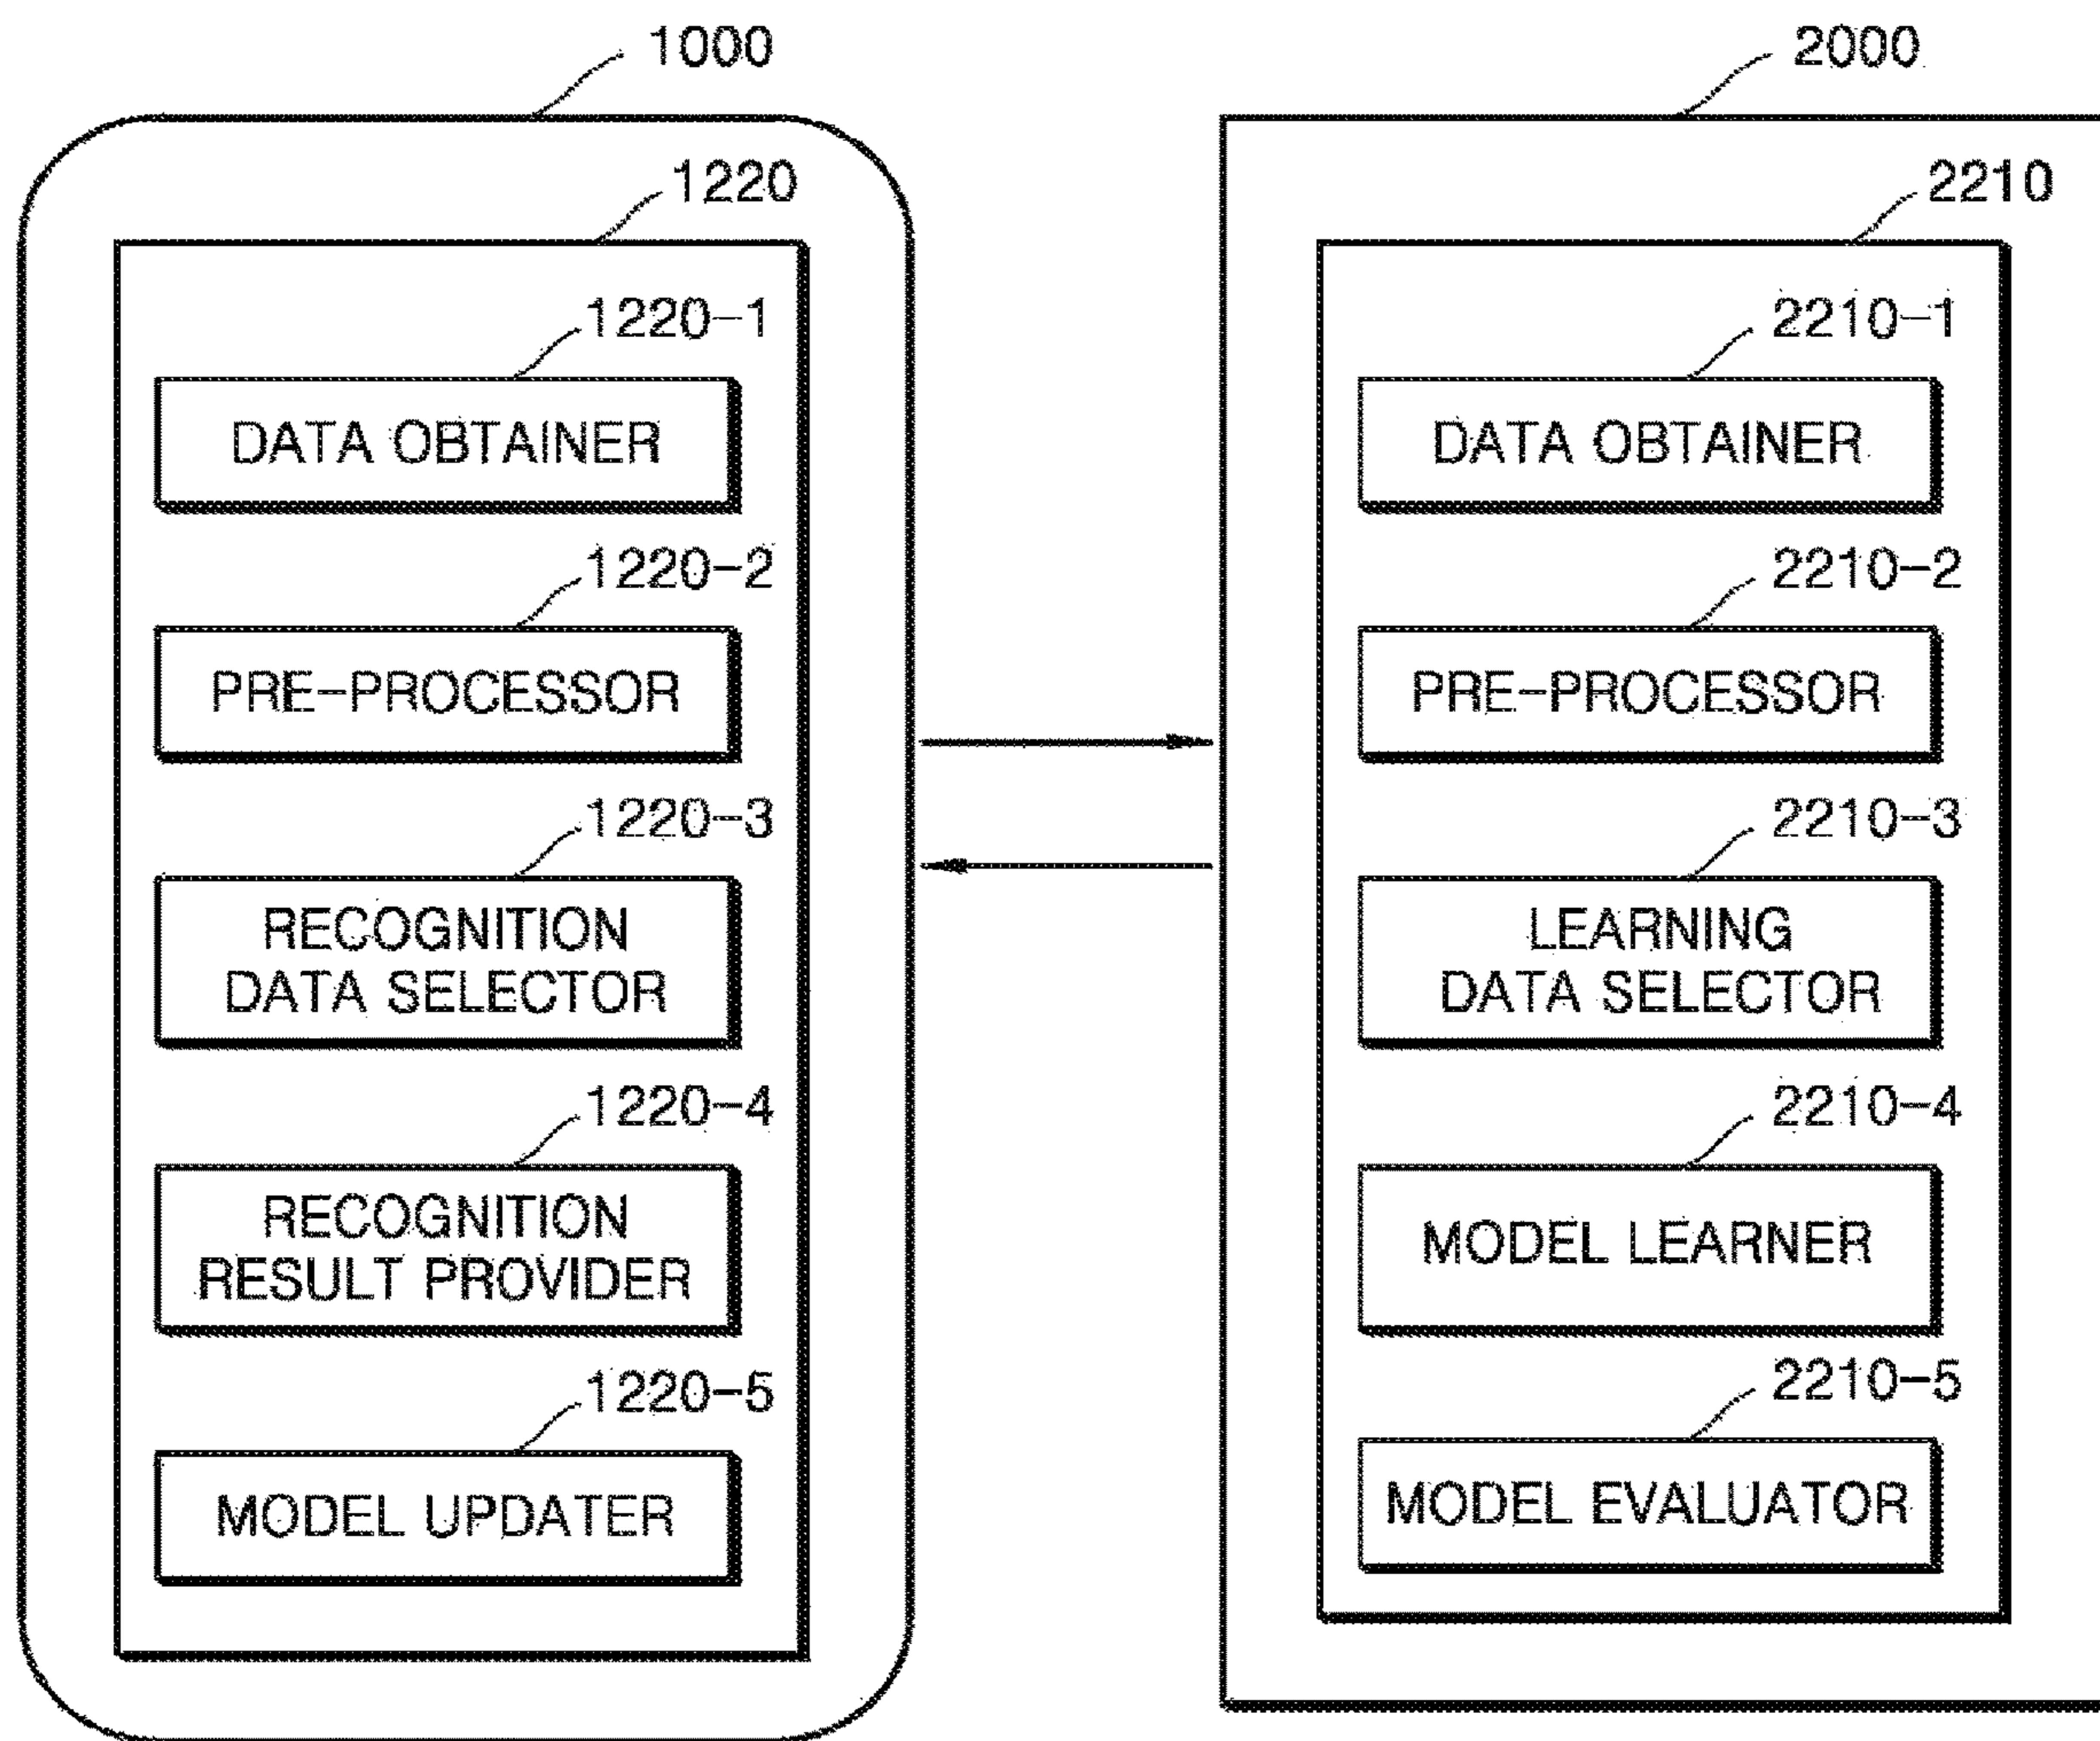 1000
1220
1220-1
DATA OBTAINER
1220-2
PRE-PROCESSOR
1220-3
RECOGNITION
DATA SELECTOR
1220-4
RECOGNITION
RESULT PROVIDER
1220-5
MODEL UPDATER
2000
2210
2210-1
DATA OBTAINER
2210-2
PRE-PROCESSOR
2210-3
LEARNING
DATA SELECTOR
2210-4
MODEL LEARNER
2210-5
MODEL EVALUATOR